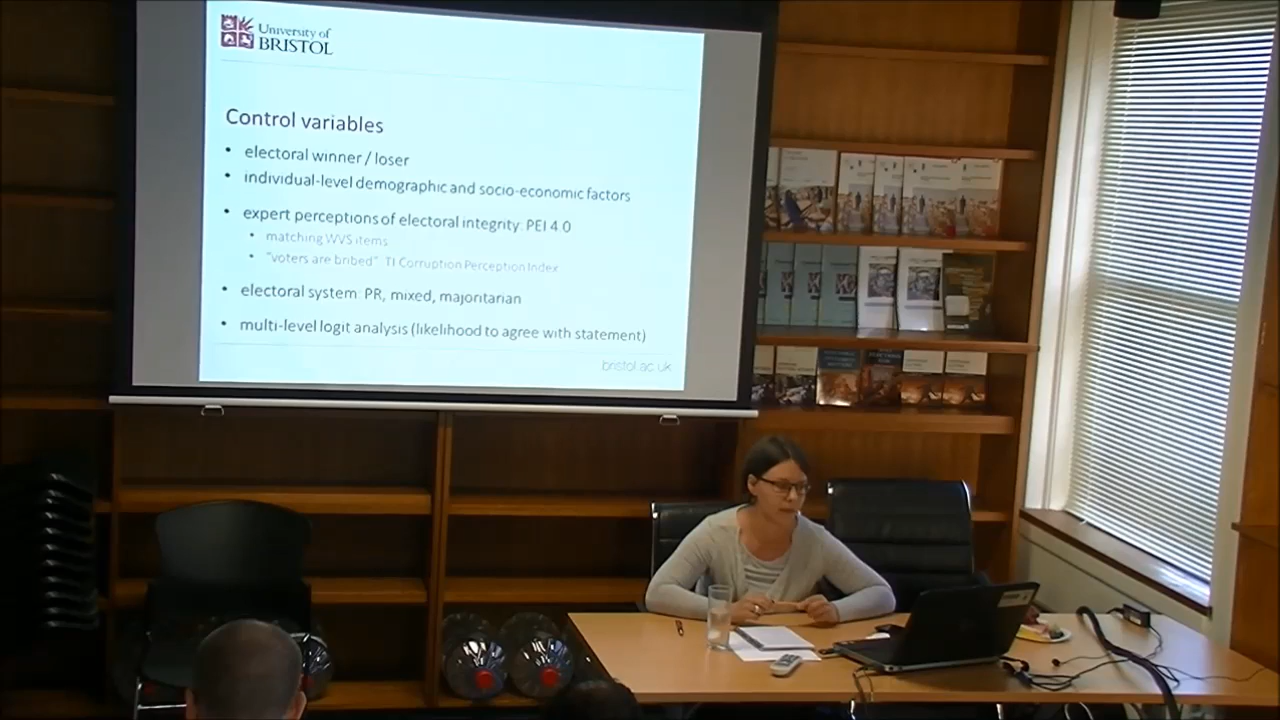 University of
BRISTOL
Control variables
• electoral winner / loser
• individual-level demographic and socio-economic factors
• expert perceptions of electoral integrity: PEI 4.0
• matching WVS items
• "voters are bribed" TI Corruption Perception Index
• electoral system: PR, mixed, majoritarian
• multi-level logit analysis (likelihood to agree with statement)
bristol.ac.uk